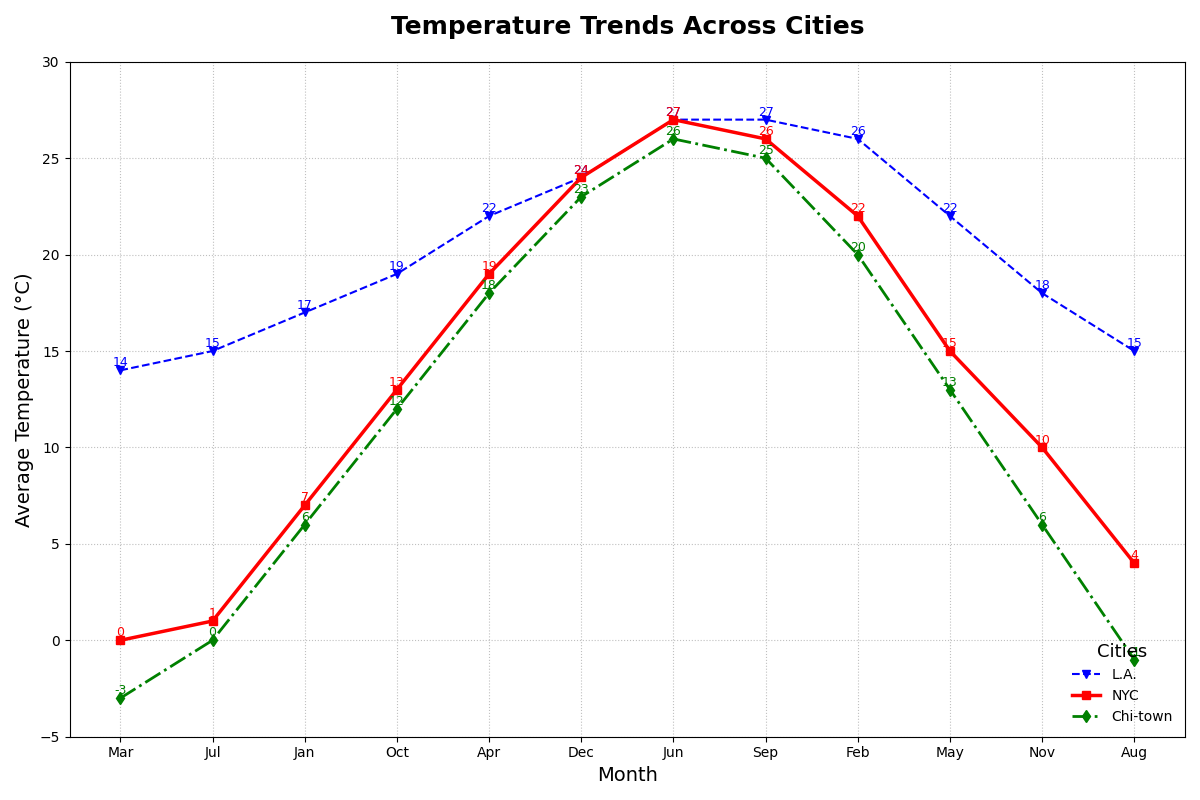 Temperature Trends Across Cities
30
25
20
15
10
5
0
−5
Average Temperature (°C)
27 27
26 26 26
25
24
23
22 22 22
20
19 19
18 18
17
15 15 15
14
13 13
12
10
7
6 6
4
1
0 0
-3
Cities
L.A.
NYC
Chi-town
Mar Jul Jan Oct Apr Dec Jun Sep Feb May Nov Aug
Month